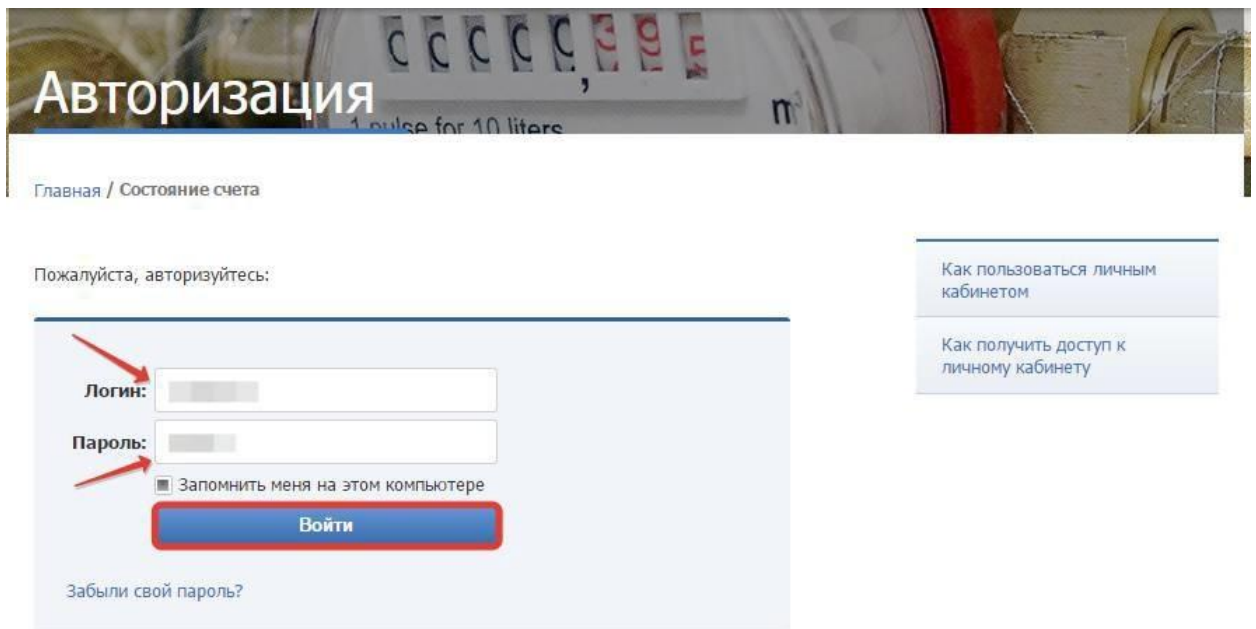 Авторизация
1 pulse for 10 liters
m³
Главная / Состояние счета
Пожалуйста, авторизуйтесь:
Логин:
Пароль:
Запомнить меня на этом компьютере
Войти
Забыли свой пароль?
Как пользоваться личным
кабинетом
Как получить доступ к
личному кабинету